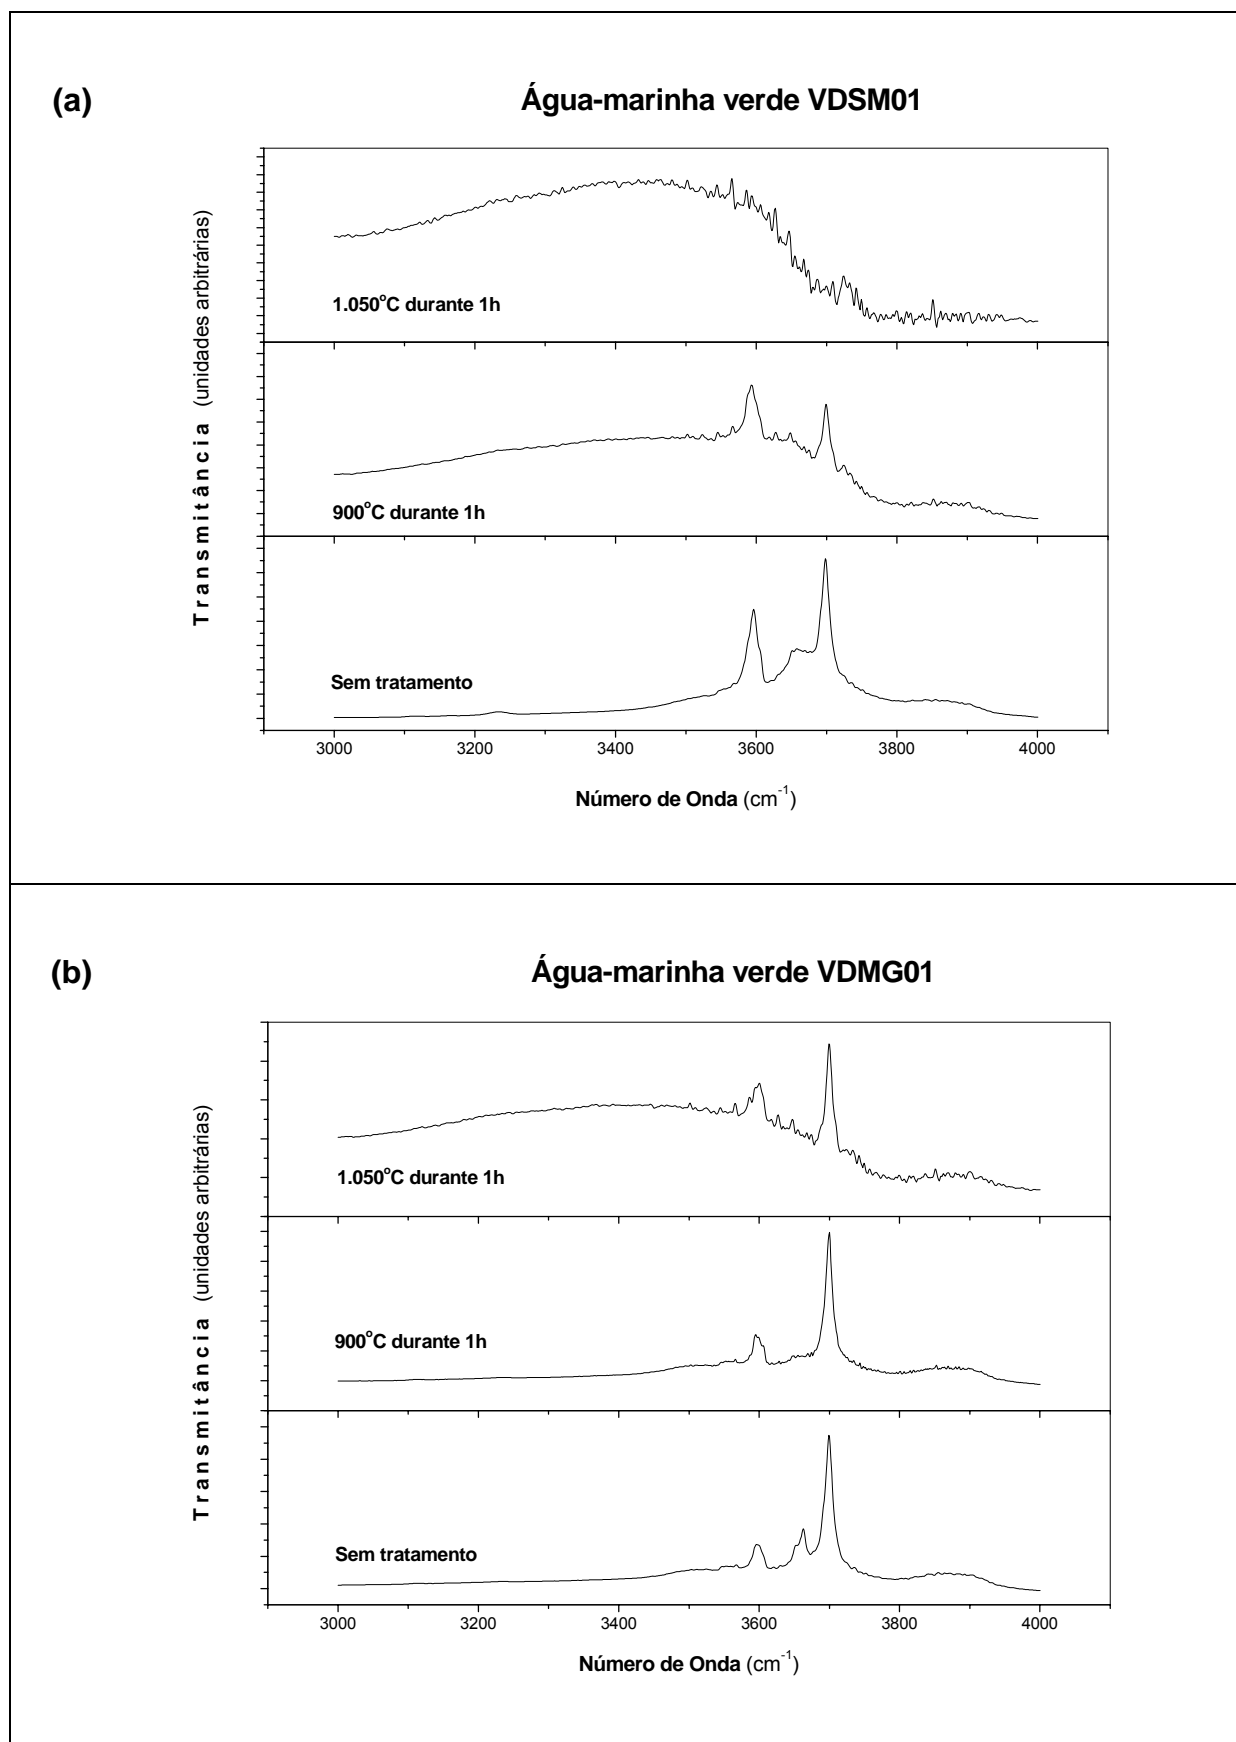 (a)
Água-marinha verde VDSM01
Transmitância (unidades arbitrárias)
1.050°C durante 1h
900°C durante 1h
Sem tratamento
3000 3200 3400 3600 3800 4000
Número de Onda (cm⁻¹)
(b)
Água-marinha verde VDMG01
Transmitância (unidades arbitrárias)
1.050°C durante 1h
900°C durante 1h
Sem tratamento
3000 3200 3400 3600 3800 4000
Número de Onda (cm⁻¹)